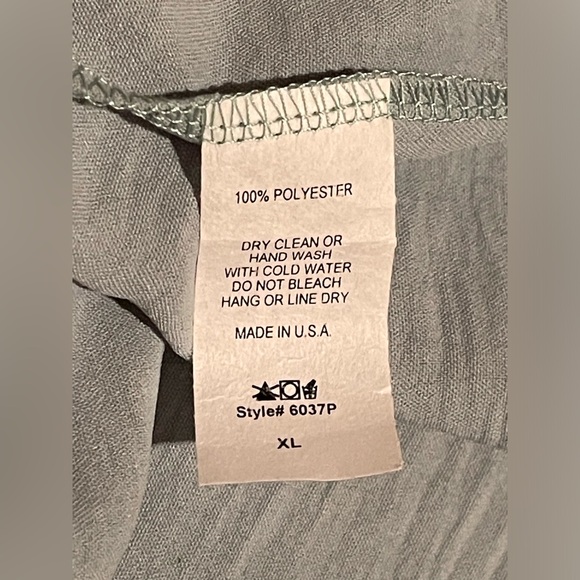 100% POLYESTER
DRY CLEAN OR
HAND WASH
WITH COLD WATER
DO NOT BLEACH
HANG OR LINE DRY
MADE IN U.S.A.
Style# 6037P
XL